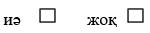 иә □ жоқ □